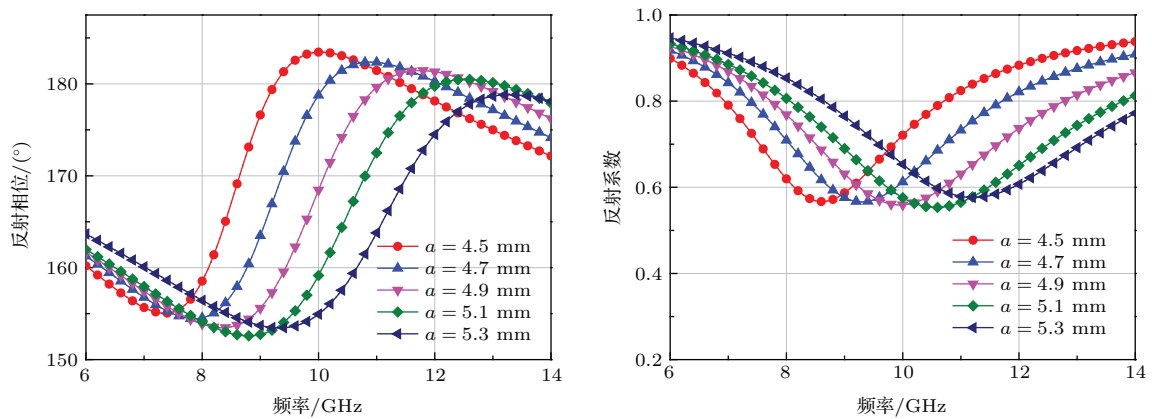 180
170
160
150
反射相位/(°)
6
8
10
12
14
频率/GHz
a = 4.5 mm
a = 4.7 mm
a = 4.9 mm
a = 5.1 mm
a = 5.3 mm
1.0
0.8
0.6
0.4
0.2
反射系数
6
8
10
12
14
频率/GHz
a = 4.5 mm
a = 4.7 mm
a = 4.9 mm
a = 5.1 mm
a = 5.3 mm